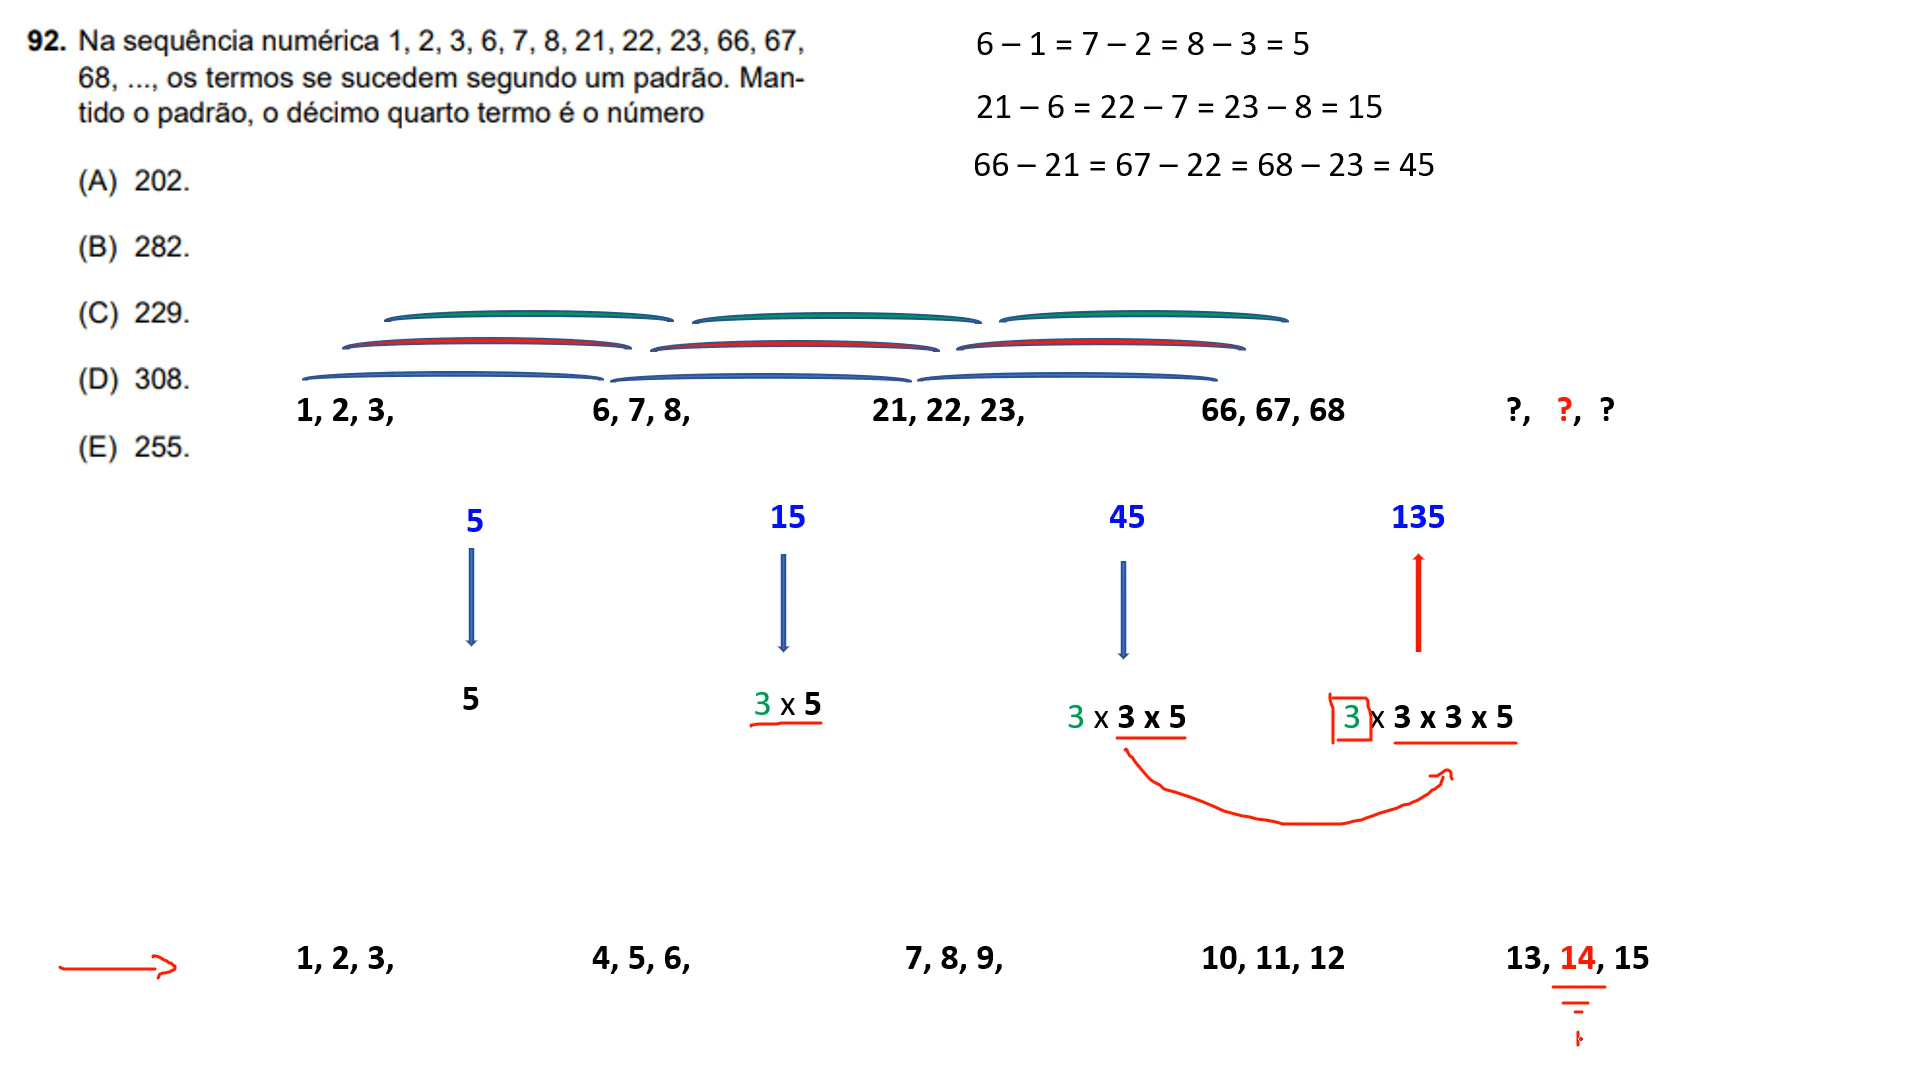 92. Na sequência numérica 1, 2, 3, 6, 7, 8, 21, 22, 23, 66, 67,
68, ..., os termos se sucedem segundo um padrão. Man-
tido o padrão, o décimo quarto termo é o número
(A) 202.
(B) 282.
(C) 229.
(D) 308.
(E) 255.
6 – 1 = 7 – 2 = 8 – 3 = 5
21 – 6 = 22 – 7 = 23 – 8 = 15
66 – 21 = 67 – 22 = 68 – 23 = 45
1, 2, 3, 6, 7, 8, 21, 22, 23, 66, 67, 68 ?, ?, ?
5 15 45 135
5 3 x 5 3 x 3 x 5 3 x 3 x 3 x 5
1, 2, 3, 4, 5, 6, 7, 8, 9, 10, 11, 12 13, 14, 15